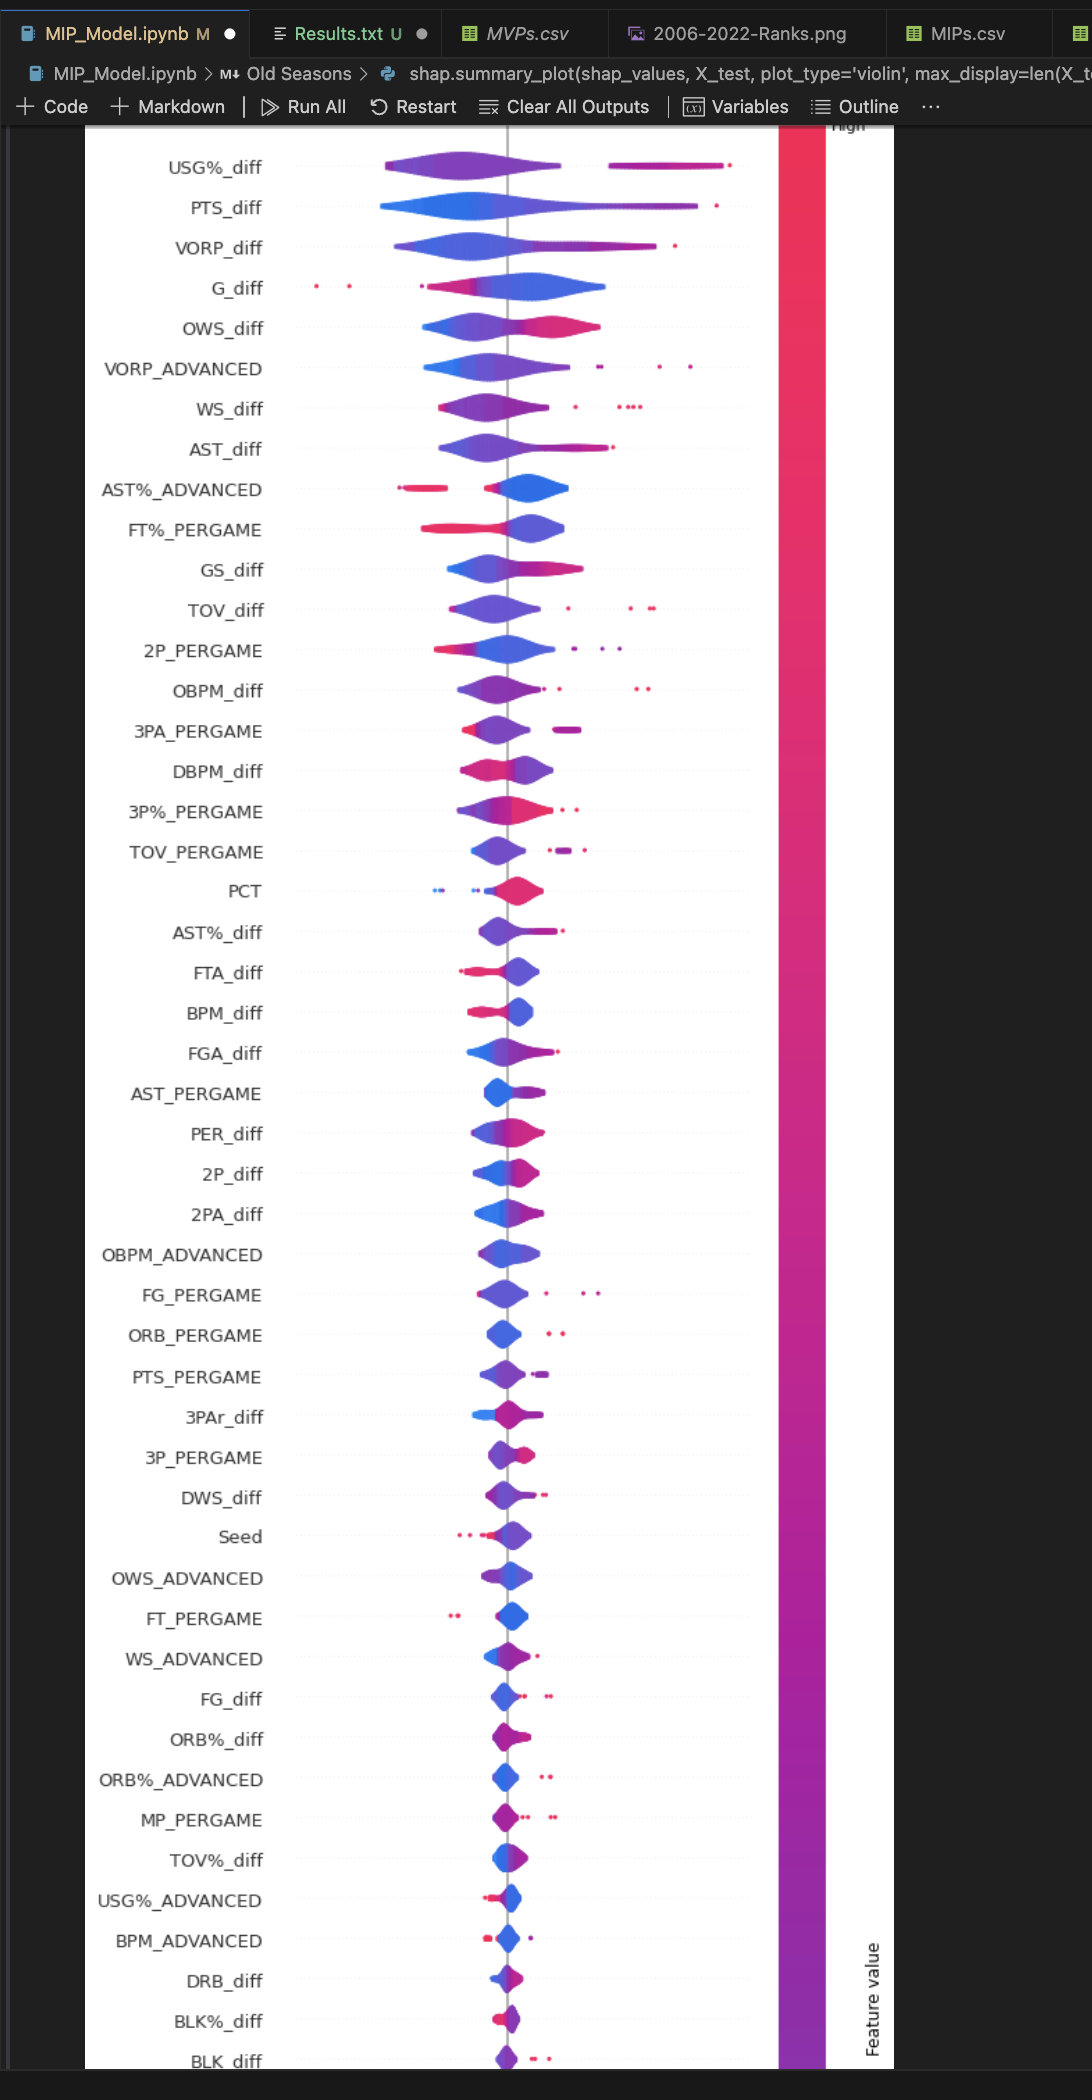 MIP_Model.ipynb M
Results.txt U
MVPs.csv
2006-2022-Ranks.png
MIPs.csv
MIP_Model.ipynb > M↓ Old Seasons > shap.summary_plot(shap_values, X_test, plot_type='violin', max_display=len(X_t
+ Code + Markdown | Run All Restart Clear All Outputs | (x) Variables Outline ...
High
USG%_diff
PTS_diff
VORP_diff
G_diff
OWS_diff
VORP_ADVANCED
WS_diff
AST_diff
AST%_ADVANCED
FT%_PERGAME
GS_diff
TOV_diff
2P_PERGAME
OBPM_diff
3PA_PERGAME
DBPM_diff
3P%_PERGAME
TOV_PERGAME
PCT
AST%_diff
FTA_diff
BPM_diff
FGA_diff
AST_PERGAME
PER_diff
2P_diff
2PA_diff
OBPM_ADVANCED
FG_PERGAME
ORB_PERGAME
PTS_PERGAME
3PAr_diff
3P_PERGAME
DWS_diff
Seed
OWS_ADVANCED
FT_PERGAME
WS_ADVANCED
FG_diff
ORB%_diff
ORB%_ADVANCED
MP_PERGAME
TOV%_diff
USG%_ADVANCED
BPM_ADVANCED
DRB_diff
BLK%_diff
BLK_diff
Feature value